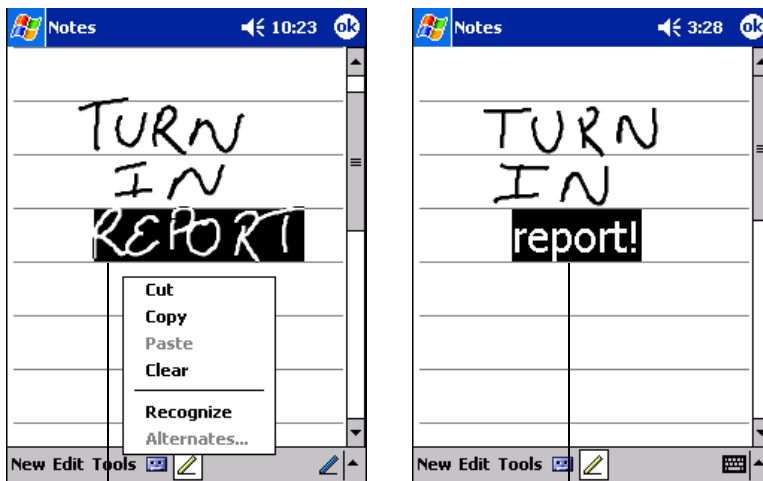 Notes 10:23 ok
TURN
IN
REPORT
Cut
Copy
Paste
Clear
Recognize
Alternates...
New Edit Tools
Notes 3:28 ok
TURN
IN
report!
New Edit Tools